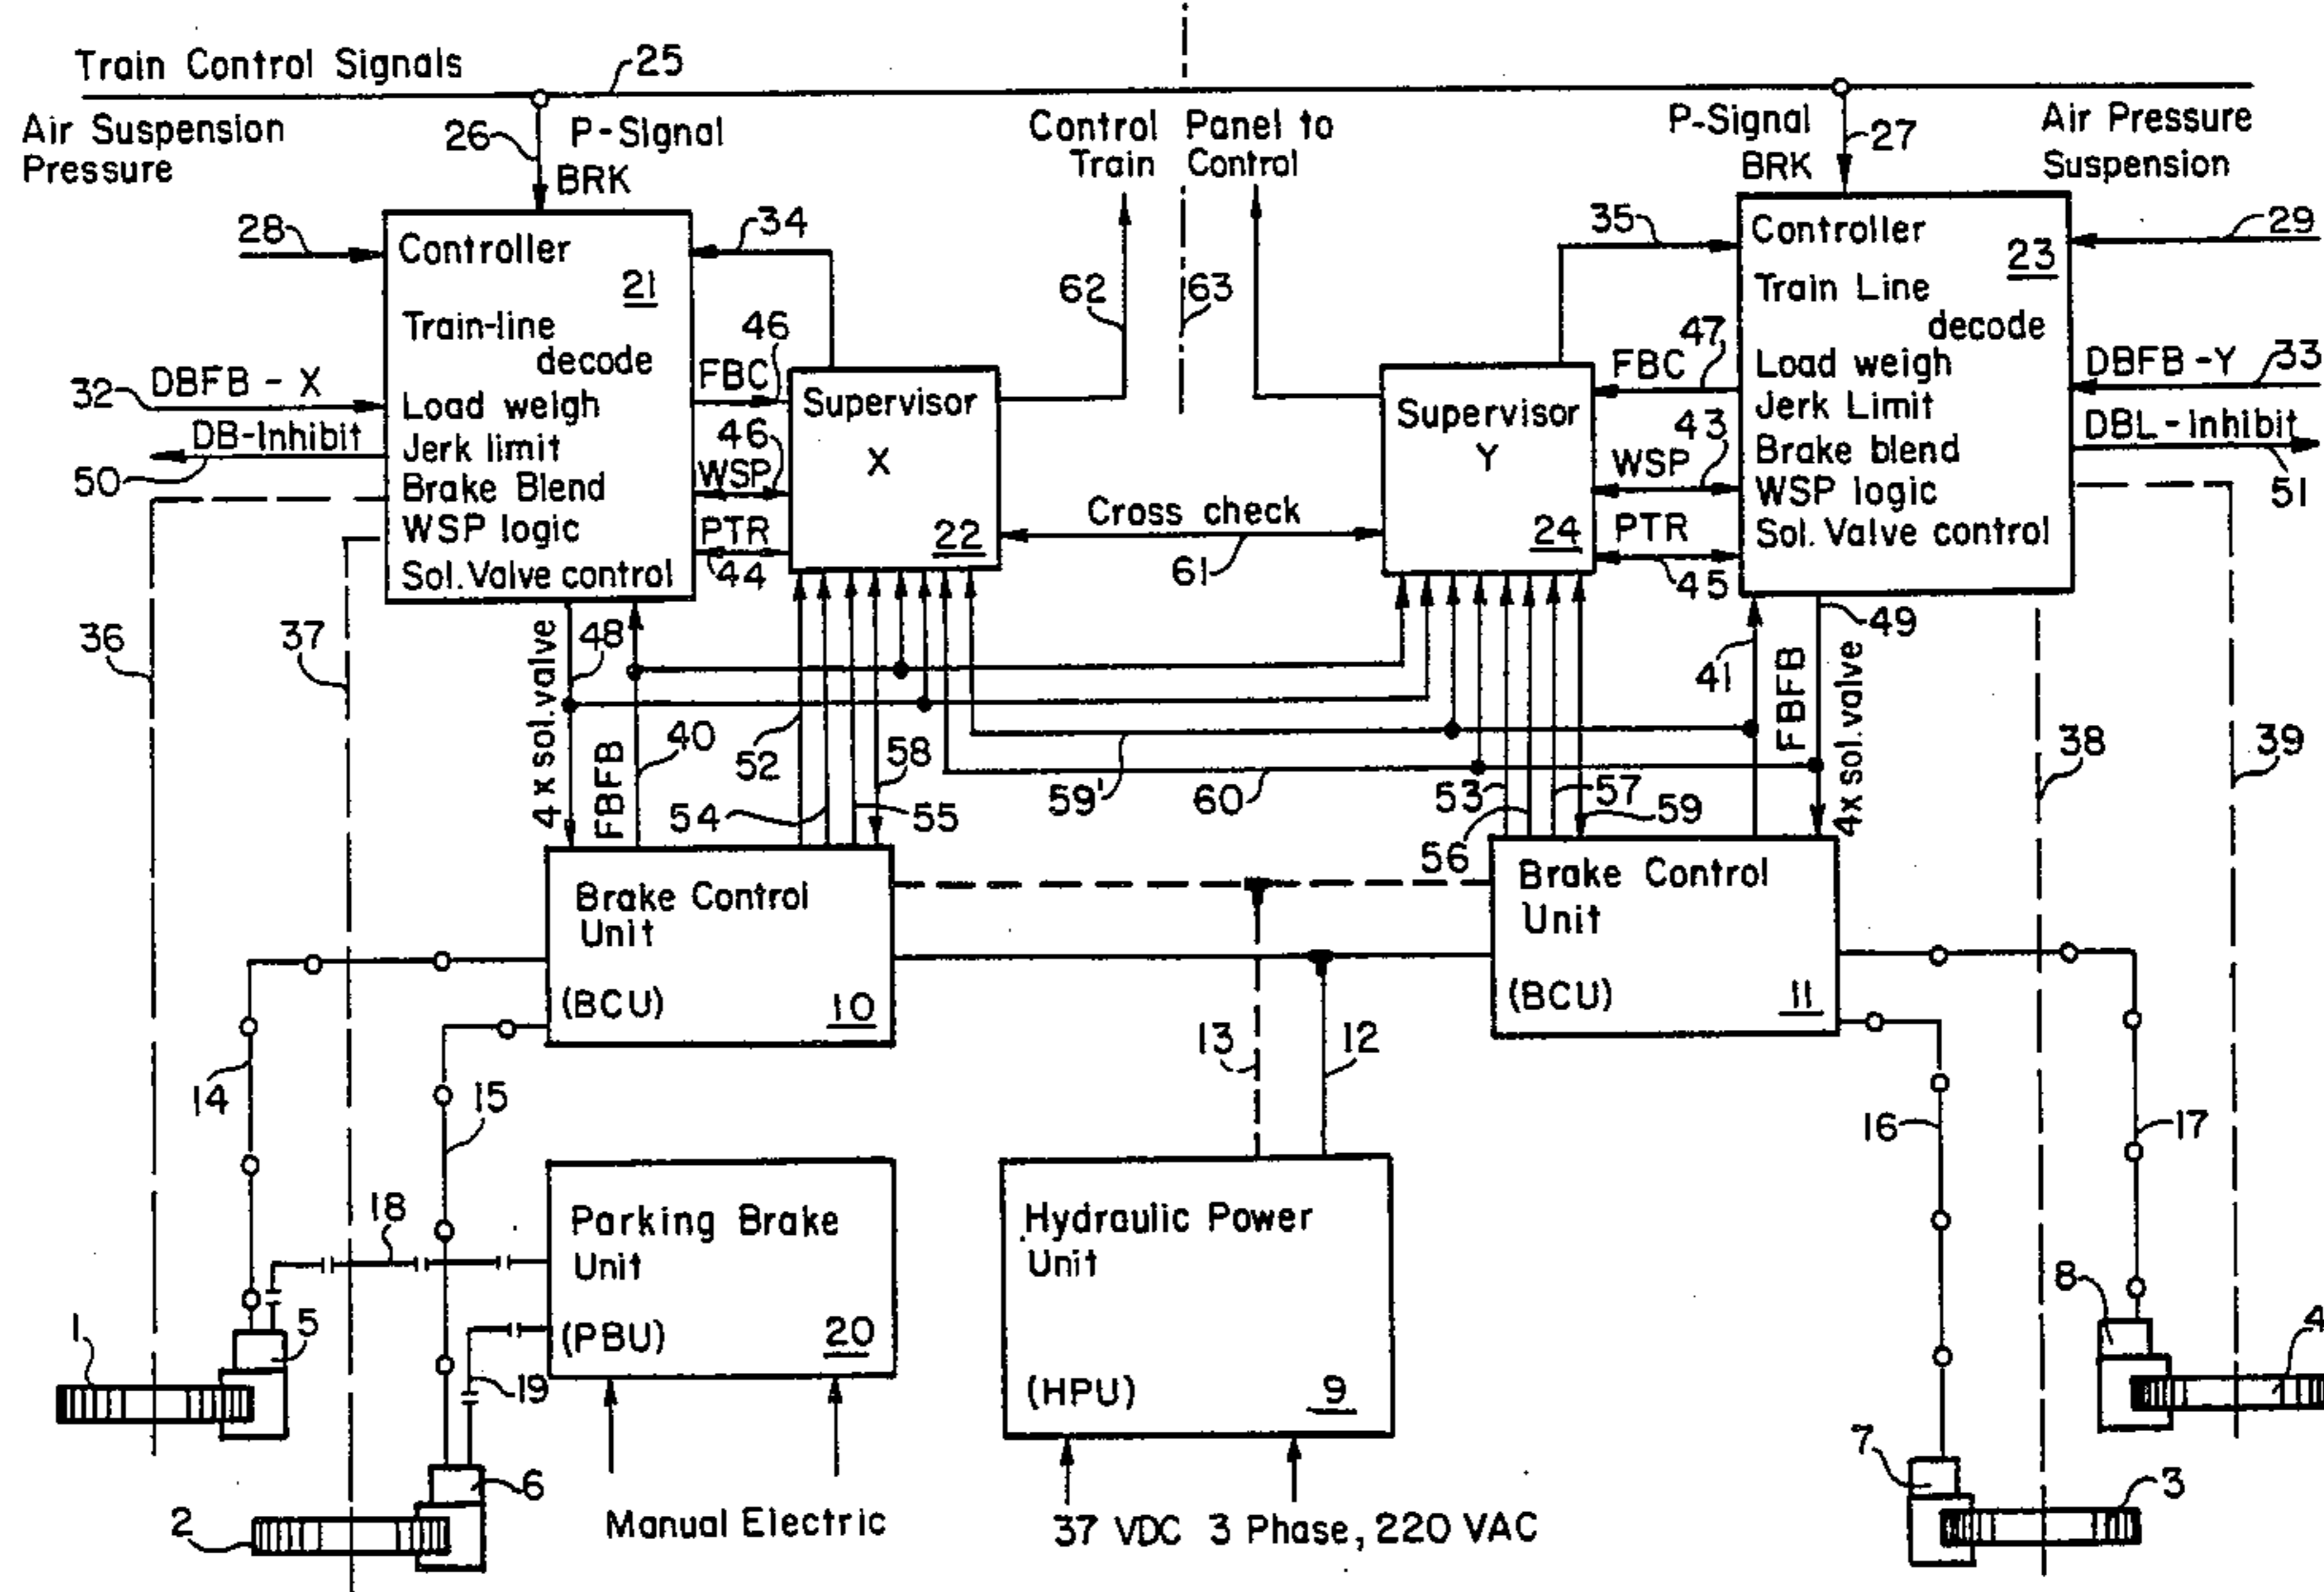 Train Control Signals
25
Air Suspension
Pressure
26
P-Signal
BRK
Control Panel to
Train Control
P-Signal
BRK
27
Air Pressure
Suspension
28
34
35
29
Controller
21
Train-line
decode
Load weigh
Jerk limit
Brake Blend
WSP logic
Sol. Valve control
62
63
Controller
23
Train Line
decode
Load weigh
Jerk Limit
Brake blend
WSP logic
Sol. Valve control
32
DBFB - X
DB-Inhibit
50
FBC
46
WSP
46
PTR
44
Supervisor
X
22
Cross check
61
Supervisor
Y
24
FBC
47
WSP
43
PTR
45
DBFB-Y
33
DBL-Inhibit
51
36
37
4 x sol. valve
48
FBFB
40
52
54
58
55
59'
60
53
56
57
59
41
FBFB
49
4x sol. valve
38
39
Brake Control
Unit
(BCU)
10
Brake Control
Unit
(BCU)
11
13
12
14
15
16
17
18
19
Parking Brake
Unit
(PBU)
20
Hydraulic Power
Unit
(HPU)
9
1
5
2
6
8
4
7
3
Manual Electric
37 VDC 3 Phase, 220 VAC